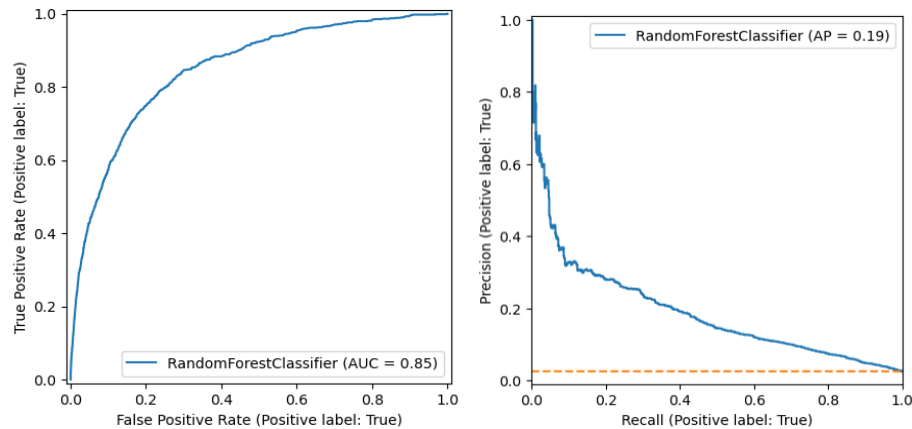 1.0
0.8
0.6
0.4
0.2
0.0
True Positive Rate (Positive label: True)
RandomForestClassifier (AUC = 0.85)
0.0 0.2 0.4 0.6 0.8 1.0
False Positive Rate (Positive label: True)
RandomForestClassifier (AP = 0.19)
1.0
0.8
0.6
0.4
0.2
0.0
Precision (Positive label: True)
0.0 0.2 0.4 0.6 0.8 1.0
Recall (Positive label: True)